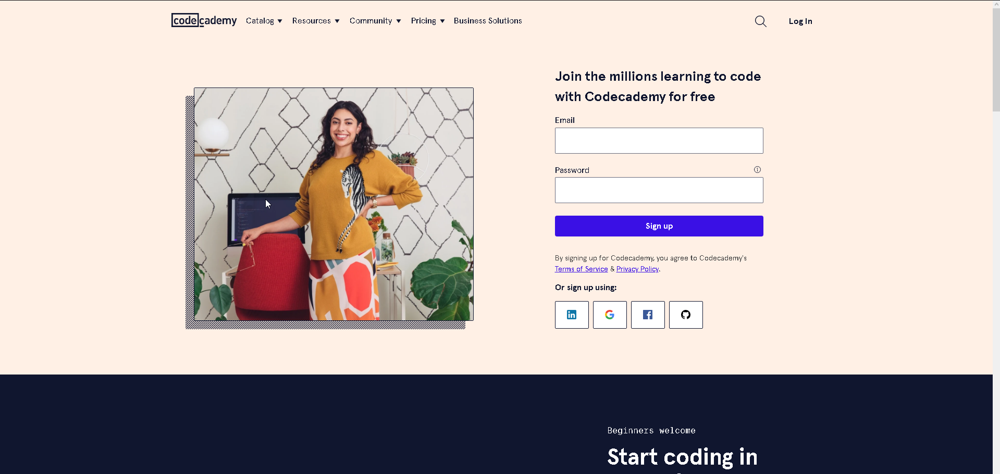 codecademy
Catalog
Resources
Community
Pricing
Business Solutions
Log In
Join the millions learning to code
with Codecademy for free
Email
Password
Sign up
By signing up for Codecademy, you agree to Codecademy's
Terms of Service & Privacy Policy.
Or sign up using:
Beginners welcome
Start coding in